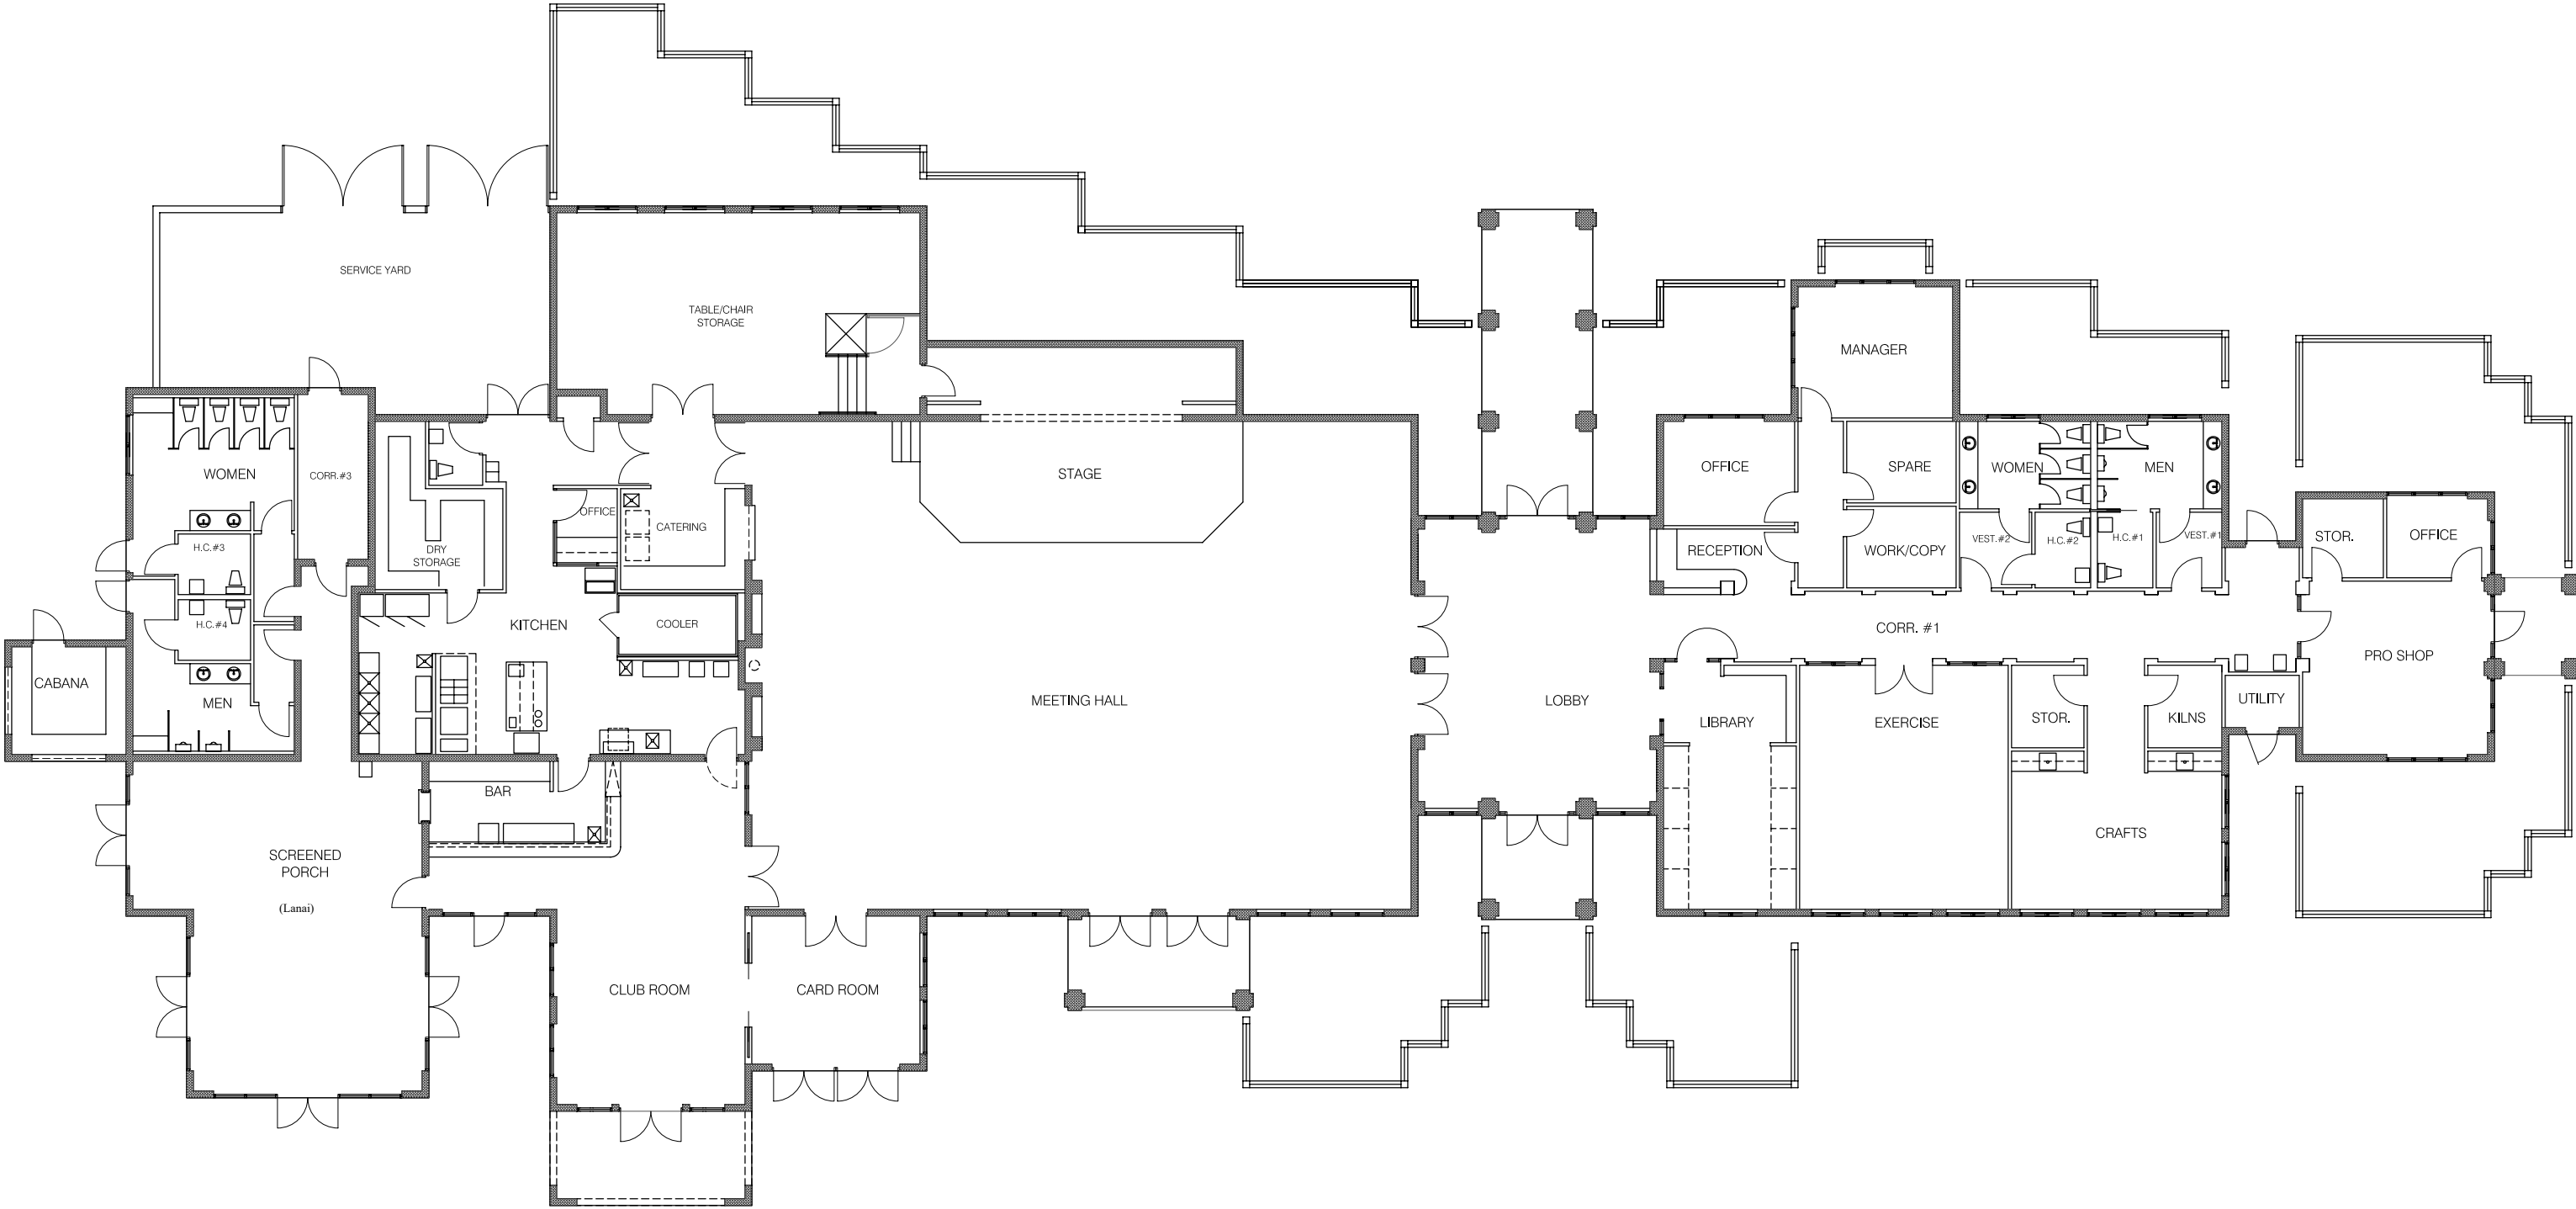 SERVICE YARD
TABLE/CHAIR
STORAGE
MANAGER
WOMEN
CORR.#3
STAGE
OFFICE
SPARE
WOMEN
MEN
OFFICE
CATERING
H.C.#3
DRY
STORAGE
RECEPTION
WORK/COPY
VEST.#2
H.C.#2
H.C.#1
VEST.#1
STOR.
OFFICE
H.C.#4
KITCHEN
COOLER
CORR. #1
CABANA
MEN
MEETING HALL
LOBBY
LIBRARY
EXERCISE
STOR.
KILNS
UTILITY
PRO SHOP
BAR
CRAFTS
SCREENED
PORCH
(Lanai)
CLUB ROOM
CARD ROOM